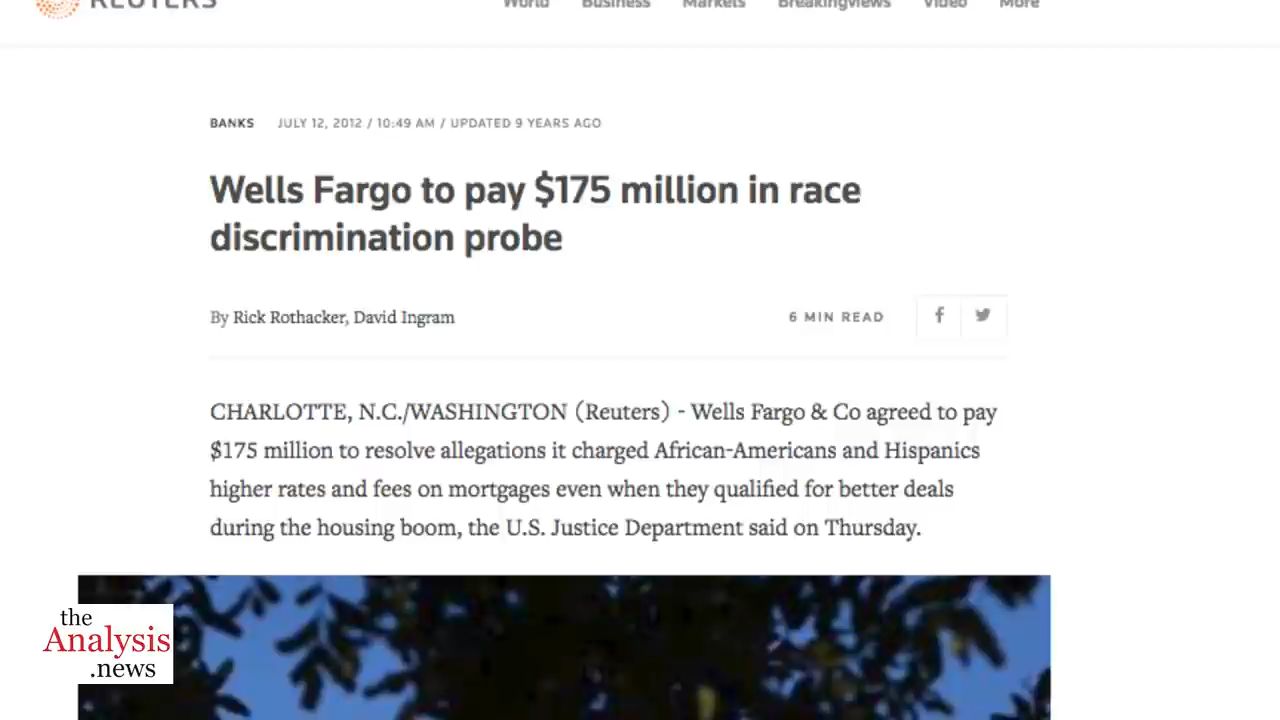 REUTERS
World Business Markets Breakingviews Video More
BANKS JULY 12, 2012 / 10:49 AM / UPDATED 9 YEARS AGO
Wells Fargo to pay $175 million in race
discrimination probe
By Rick Rothacker, David Ingram
6 MIN READ
CHARLOTTE, N.C./WASHINGTON (Reuters) - Wells Fargo & Co agreed to pay
$175 million to resolve allegations it charged African-Americans and Hispanics
higher rates and fees on mortgages even when they qualified for better deals
during the housing boom, the U.S. Justice Department said on Thursday.
the
Analysis
.news